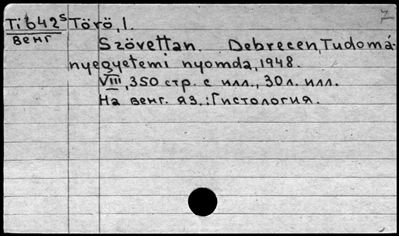 7
Ti642s Törö, I.
венг
Szövettan. Debrecen, Tudomá-
nyegyetemi nyomda, 1948.
VIII, 350 стр. с илл., 30 л. илл.
На венг. яз.: Гистология.